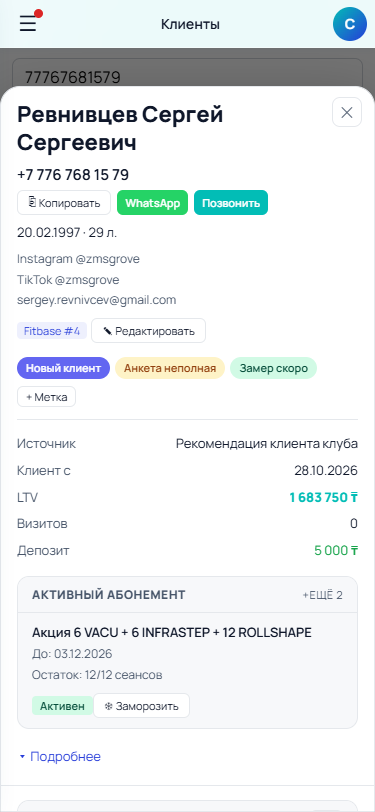 Клиенты
С
77767681579
Ревнивцев Сергей
Сергеевич
+7 776 768 15 79
Копировать
WhatsApp
Позвонить
20.02.1997 · 29 л.
Instagram @zmsgrove
TikTok @zmsgrove
sergey.revnivcev@gmail.com
Fitbase #4
Редактировать
Новый клиент
Анкета неполная
Замер скоро
+ Метка
Источник Рекомендация клиента клуба
Клиент с 28.10.2026
LTV 1 683 750 ₸
Визитов 0
Депозит 5 000 ₸
АКТИВНЫЙ АБОНЕМЕНТ +ЕЩЁ 2
Акция 6 VACU + 6 INFRASTEP + 12 ROLLSHAPE
До: 03.12.2026
Остаток: 12/12 сеансов
Активен
Заморозить
Подробнее